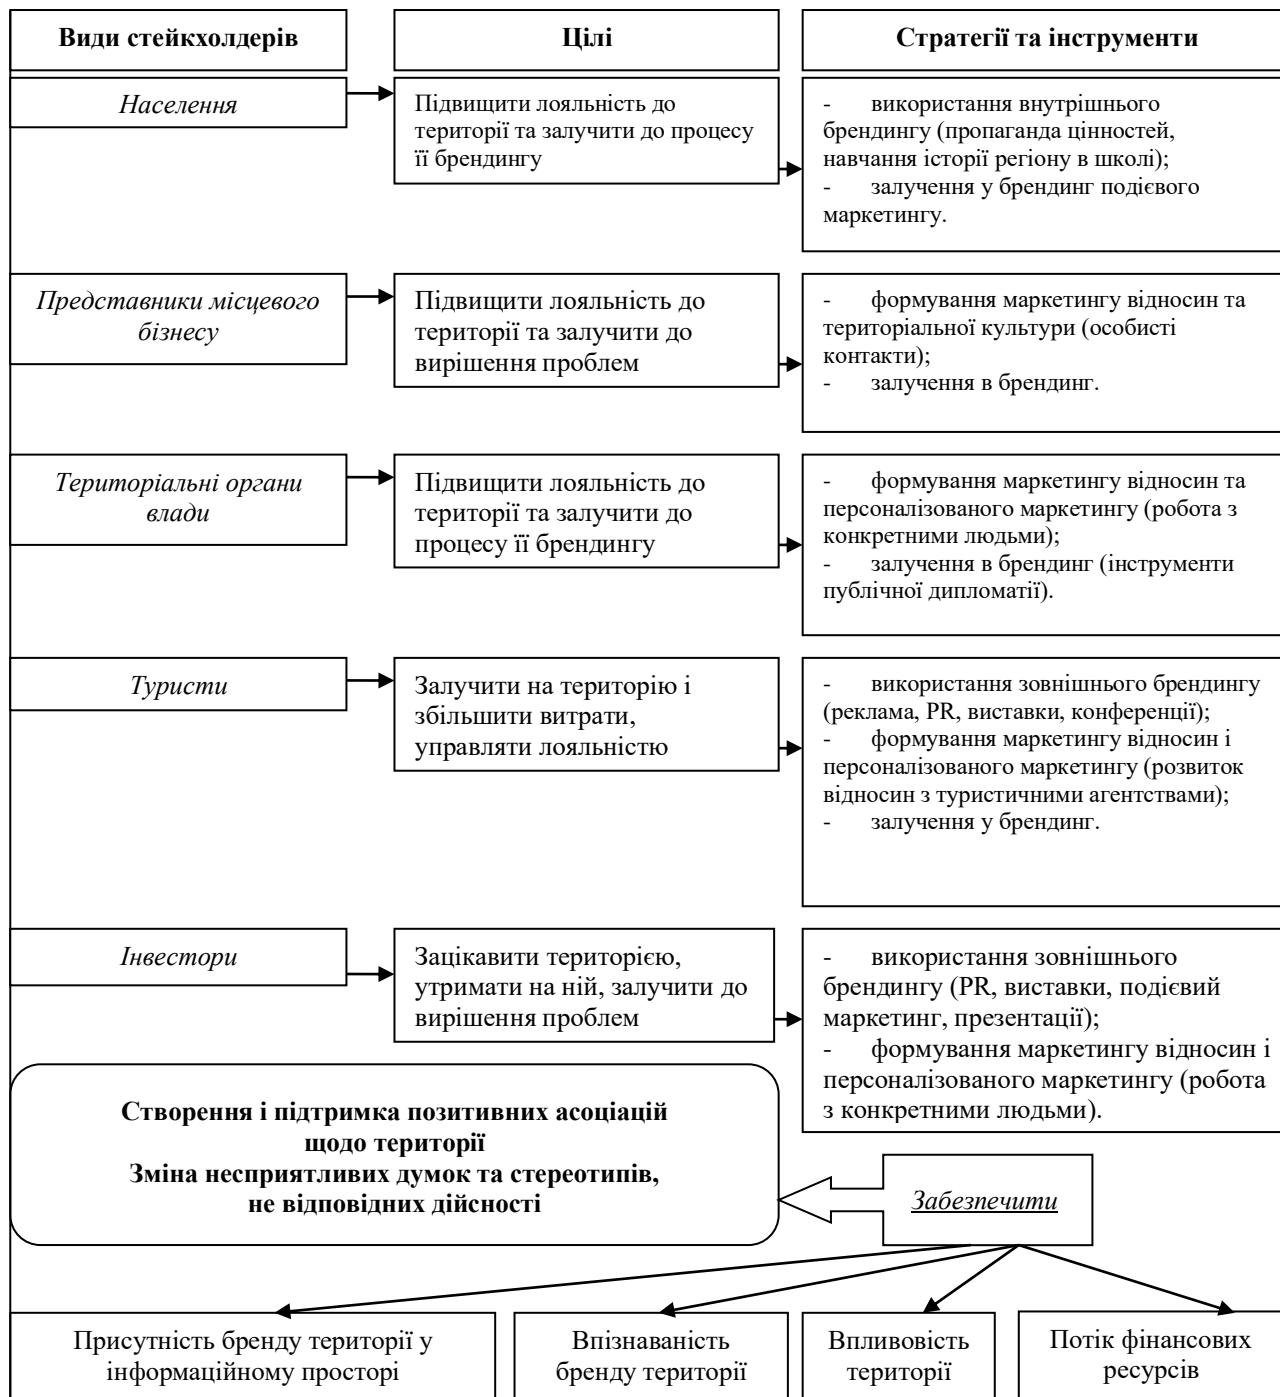 Види стейкхолдерів
Цілі
Стратегії та інструменти
Населення
Підвищити лояльність до
території та залучити до процесу
її брендингу
- використання внутрішнього
брендингу (пропаганда цінностей,
навчання історії регіону в школі);
- залучення у брендинг подієвого
маркетингу.
Представники місцевого
бізнесу
Підвищити лояльність до
території та залучити до
вирішення проблем
- формування маркетингу відносин та
територіальної культури (особисті
контакти);
- залучення в брендинг.
Територіальні органи
влади
Підвищити лояльність до
території та залучити до
процесу її брендингу
- формування маркетингу відносин та
персоналізованого маркетингу (робота з
конкретними людьми);
- залучення в брендинг (інструменти
публічної дипломатії).
Туристи
Залучити на територію і
збільшити витрати,
управляти лояльністю
- використання зовнішнього брендингу
(реклама, PR, виставки, конференції);
- формування маркетингу відносин і
персоналізованого маркетингу (розвиток
відносин з туристичними агентствами);
- залучення у брендинг.
Інвестори
Зацікавити територією,
утримати на ній, залучити до
вирішення проблем
- використання зовнішнього
брендингу (PR, виставки, подієвий
маркетинг, презентації);
- формування маркетингу відносин і
персоналізованого маркетингу (робота
з конкретними людьми).
Створення і підтримка позитивних асоціацій
щодо території
Зміна несприятливих думок та стереотипів,
не відповідних дійсності
Забезпечити
Присутність бренду території у
інформаційному просторі
Впізнаваність
бренду території
Впливовість
території
Потік фінансових
ресурсів